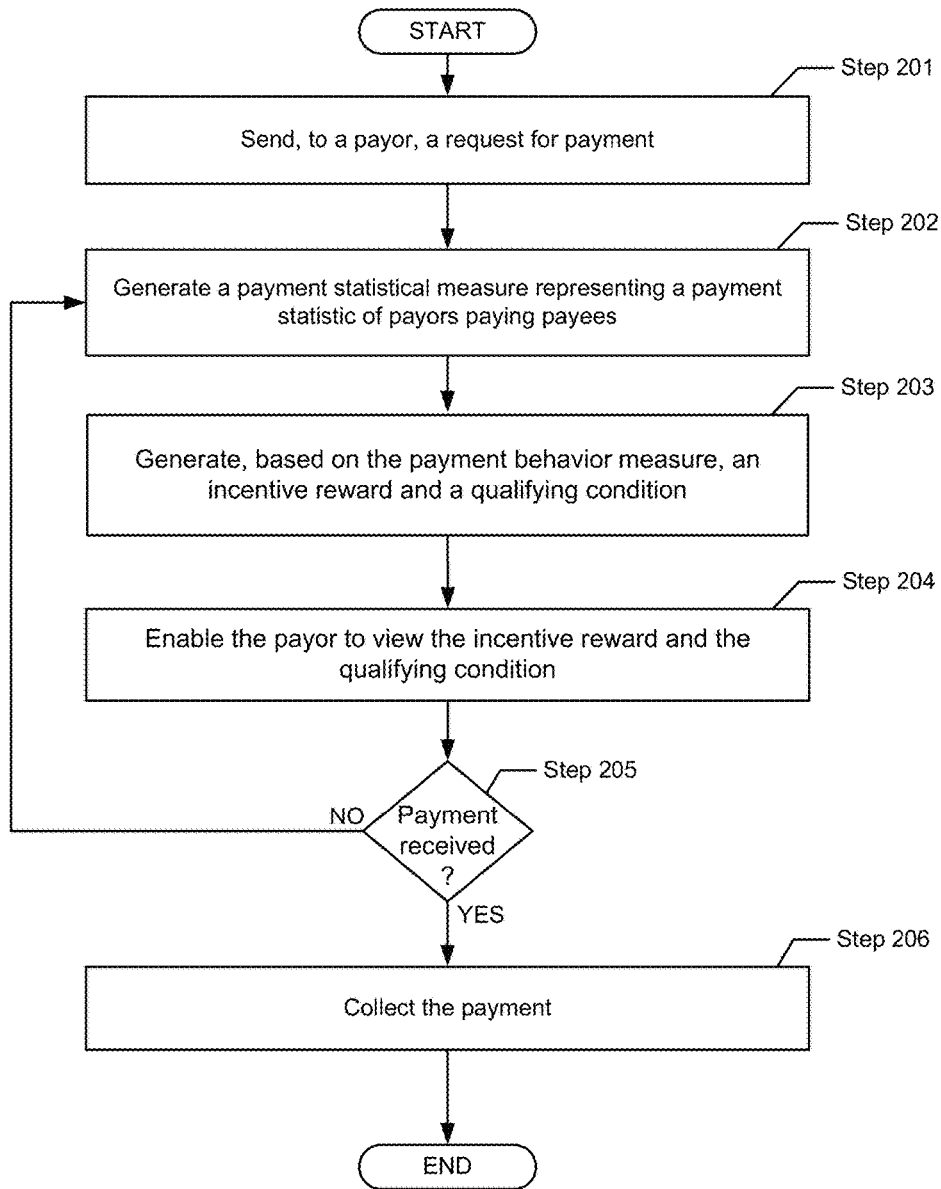 START
Step 201
Send, to a payor, a request for payment
Step 202
Generate a payment statistical measure representing a payment
statistic of payors paying payees
Step 203
Generate, based on the payment behavior measure, an
incentive reward and a qualifying condition
Step 204
Enable the payor to view the incentive reward and the
qualifying condition
Step 205
NO
Payment
received
?
YES
Step 206
Collect the payment
END